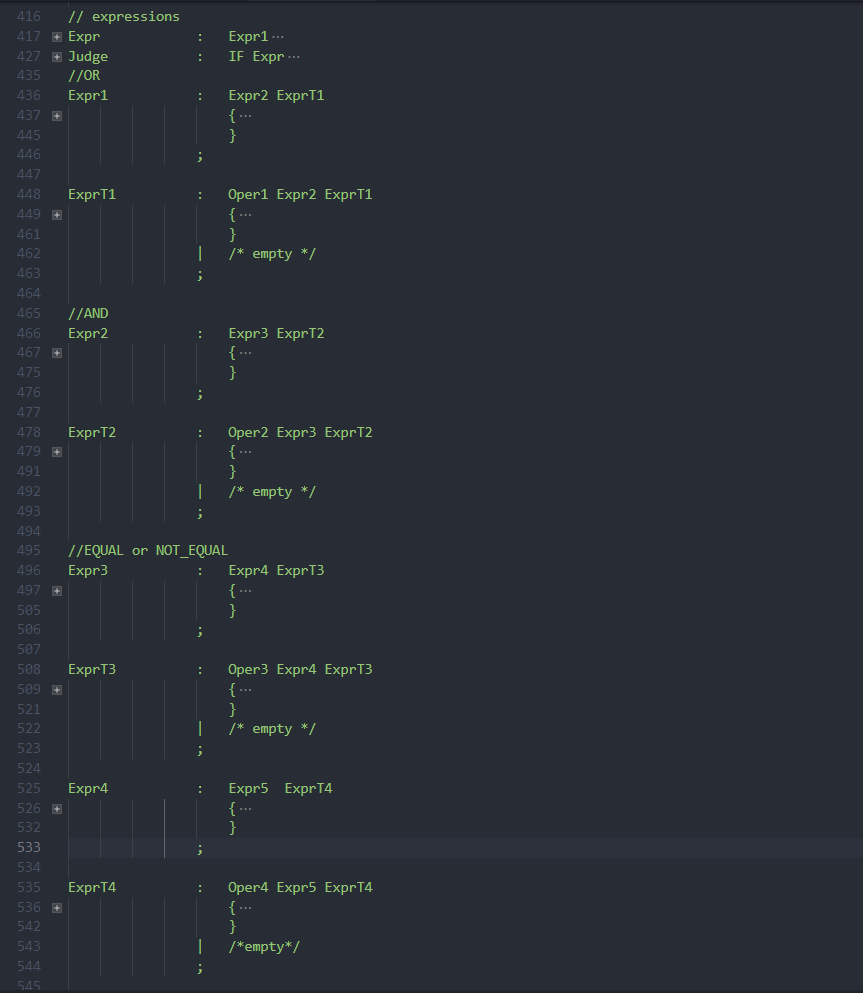 416 // expressions
417 Expr : Expr1 ...
427 Judge : IF Expr ...
435 //OR
436 Expr1 : Expr2 ExprT1
437 { ...
445 }
446 ;
447
448 ExprT1 : Oper1 Expr2 ExprT1
449 { ...
461 }
462 | /* empty */
463 ;
464
465 //AND
466 Expr2 : Expr3 ExprT2
467 { ...
475 }
476 ;
477
478 ExprT2 : Oper2 Expr3 ExprT2
479 { ...
491 }
492 | /* empty */
493 ;
494
495 //EQUAL or NOT_EQUAL
496 Expr3 : Expr4 ExprT3
497 { ...
505 }
506 ;
507
508 ExprT3 : Oper3 Expr4 ExprT3
509 { ...
521 }
522 | /* empty */
523 ;
524
525 Expr4 : Expr5  ExprT4
526 { ...
532 }
533 ;
534
535 ExprT4 : Oper4 Expr5 ExprT4
536 { ...
542 }
543 | /*empty*/
544 ;
545